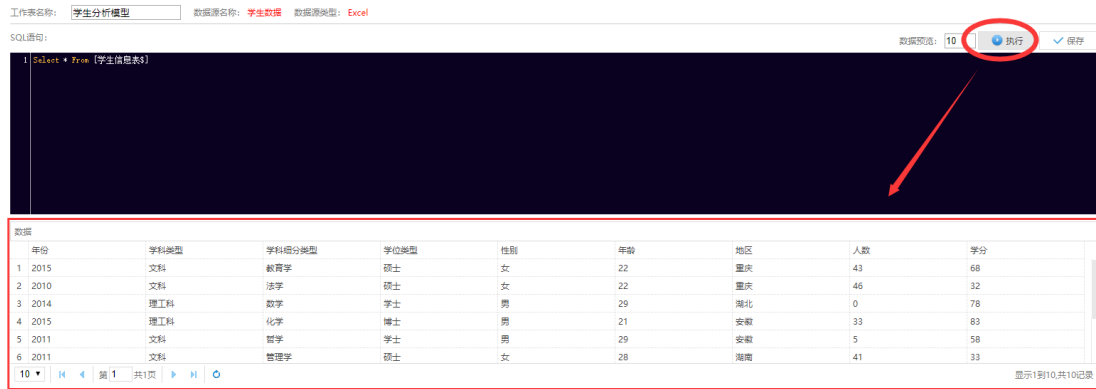 工作表名称: 学生分析模型 数据源名称: 学生数据 数据源类型: Excel
SQL语句:
数据预览: 10 执行 保存
1 Select * From [学生信息表$]
数据
年份 学科类型 学科细分类型 学位类型 性别 年龄 地区 人数 学分
1 2015 文科 教育学 硕士 女 22 重庆 43 68
2 2010 文科 法学 硕士 女 22 重庆 46 32
3 2014 理工科 数学 学士 男 29 湖北 0 78
4 2015 理工科 化学 博士 男 21 安徽 33 83
5 2011 文科 哲学 学士 男 29 安徽 5 58
6 2011 文科 管理学 硕士 女 28 湖南 41 33
10 第 1 共1页 显示1到10,共10记录